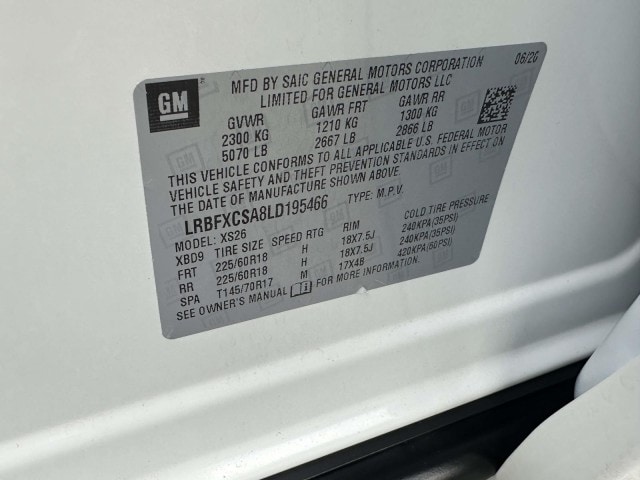 GM
MFD BY SAIC GENERAL MOTORS CORPORATION 06/20
LIMITED FOR GENERAL MOTORS LLC
GVWR GAWR FRT GAWR RR
2300 KG 1210 KG 1300 KG
5070 LB 2667 LB 2866 LB
THIS VEHICLE CONFORMS TO ALL APPLICABLE U.S. FEDERAL MOTOR
VEHICLE SAFETY AND THEFT PREVENTION STANDARDS IN EFFECT ON
THE DATE OF MANUFACTURE SHOWN ABOVE.
LRBFXCSA8LD195466 TYPE: M.P.V.
MODEL: XS26
XBD9 TIRE SIZE SPEED RTG RIM COLD TIRE PRESSURE
FRT 225/60R18 H 18X7.5J 240KPA(35PSI)
RR 225/60R18 H 18X7.5J 240KPA(35PSI)
SPA T145/70R17 M 17X4B 420KPA(60PSI)
SEE OWNER'S MANUAL FOR MORE INFORMATION.